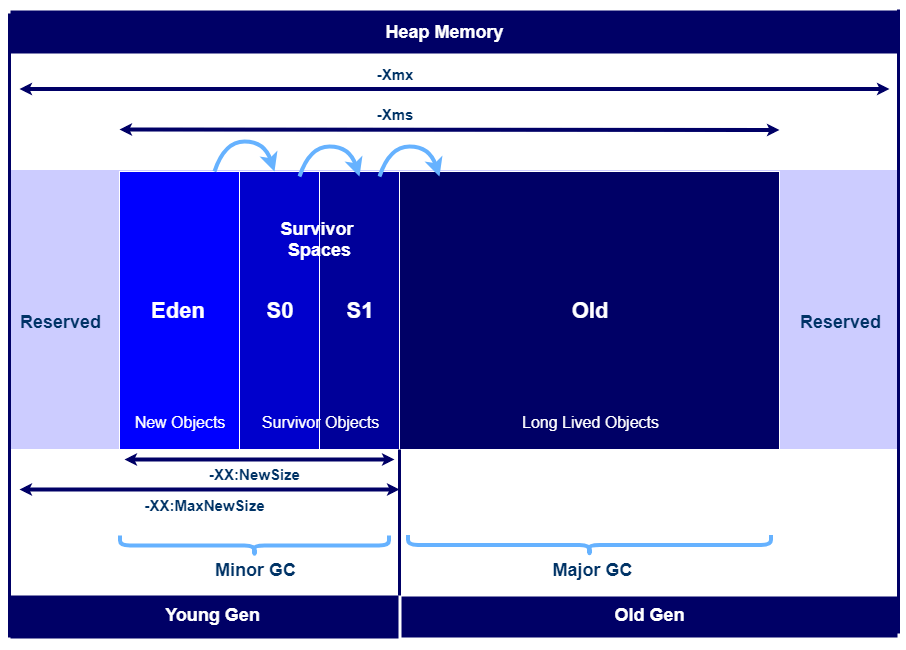 Heap Memory
-Xmx
-Xms
Survivor
Spaces
Reserved
Eden
S0
S1
Old
Reserved
New Objects
Survivor Objects
Long Lived Objects
-XX:NewSize
-XX:MaxNewSize
Minor GC
Major GC
Young Gen
Old Gen